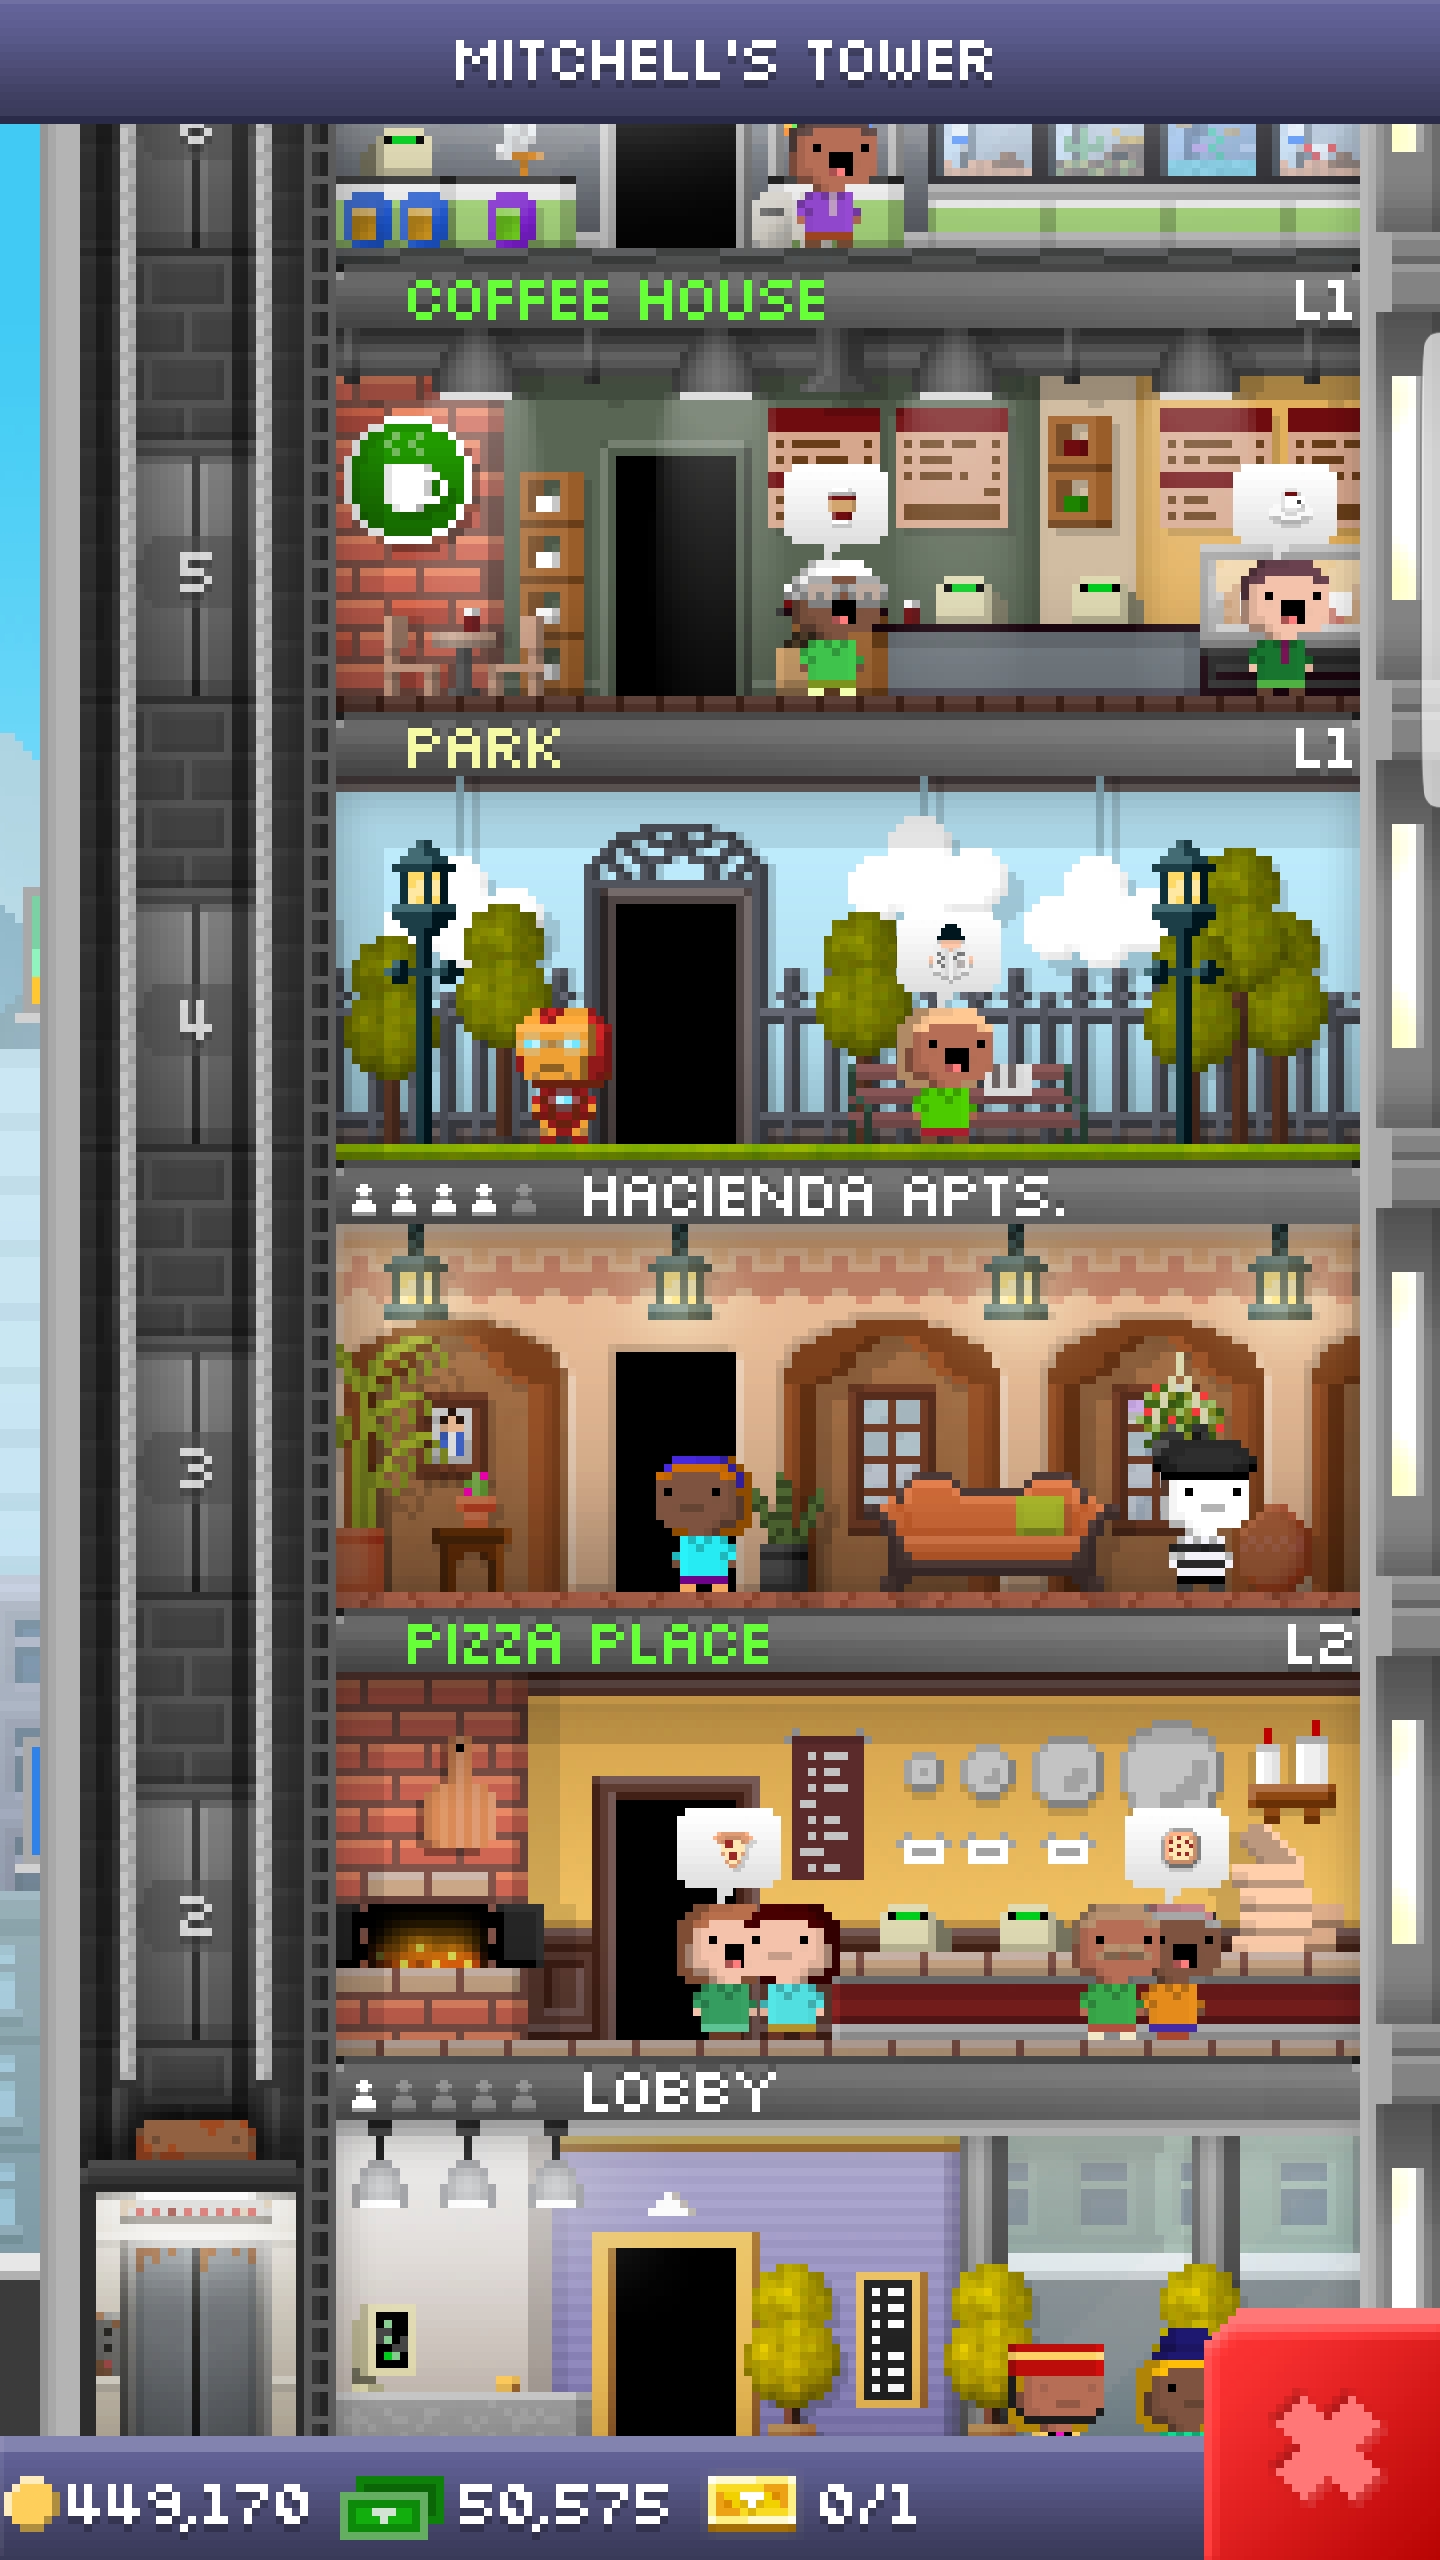 MITCHELL'S TOWER
COFFEE HOUSE L1
5
PARK L1
4
HACIENDA APTS.
3
PIZZA PLACE L2
2
LOBBY
449,170 50,575 0/1